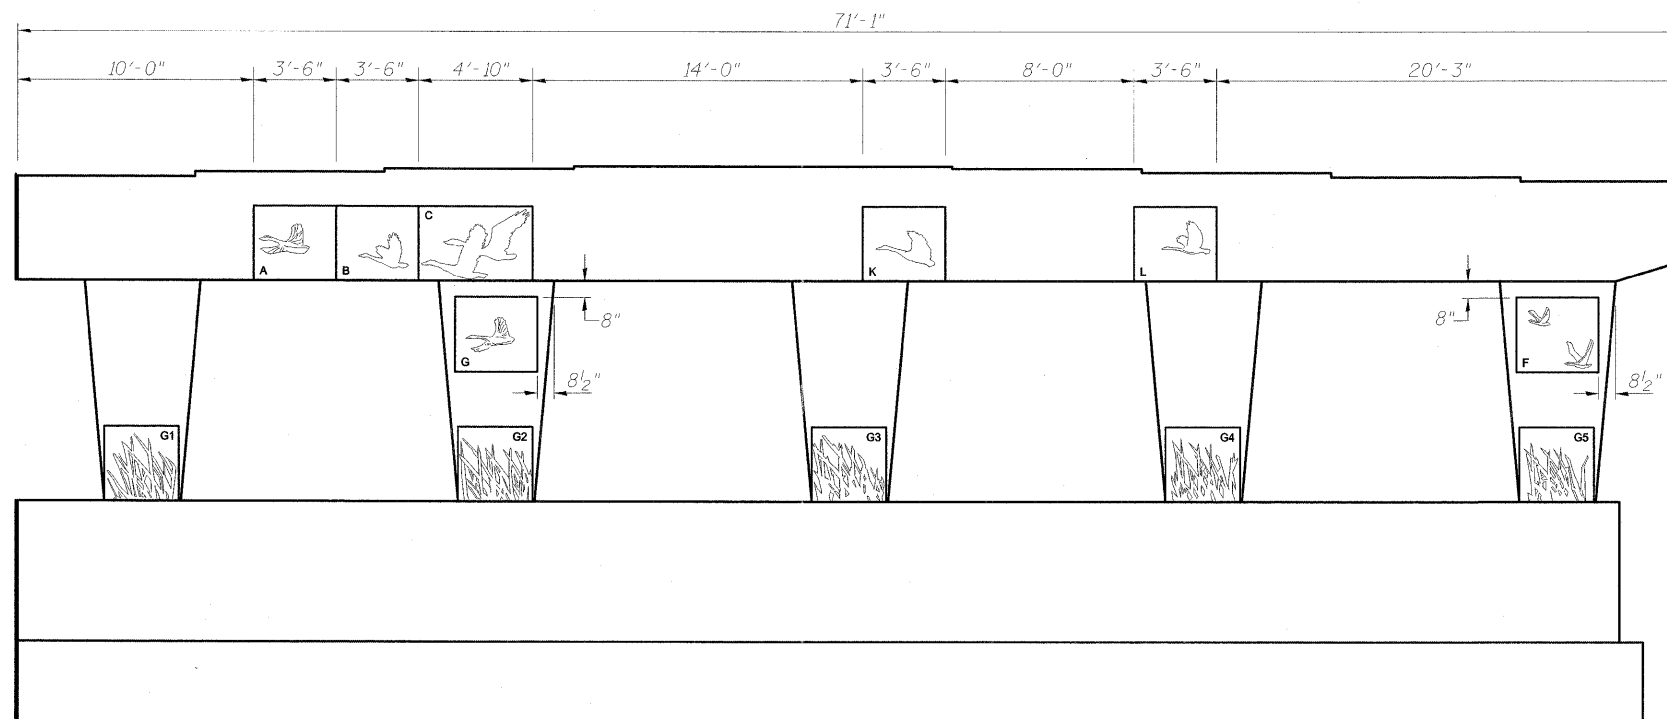 71'-1"
10'-0" 3'-6" 3'-6" 4'-10" 14'-0" 3'-6" 8'-0" 3'-6" 20'-3"
C
A B K L
8" 8"
G F
8½" 8½"
G1 G2 G3 G4 G5